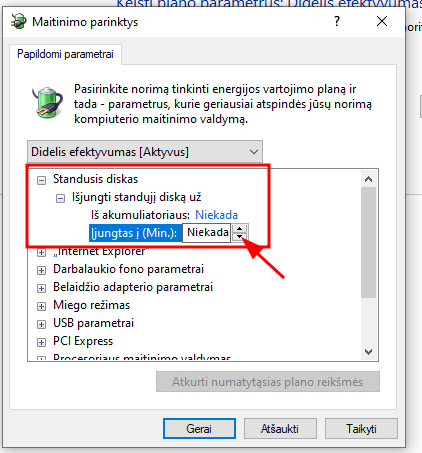 Keisti plano parametrus: Didelis efektyvumas
Maitinimo parinktys
Papildomi parametrai
Pasirinkite norimą tinkinti energijos vartojimo planą ir
tada - parametrus, kurie geriausiai atspindės jūsų norimą
kompiuterio maitinimo valdymą.
Didelis efektyvumas [Aktyvus]
Standusis diskas
Išjungti standųjį diską už
Iš akumuliatoriaus: Niekada
Įjungtas į (Min.): Niekada
„Internet Explorer“
Darbalaukio fono parametrai
Belaidžio adapterio parametrai
Miego režimas
USB parametrai
PCI Express
Procesoriaus maitinimo valdymas
Atkurti numatytąsias plano reikšmes
Gerai
Atšaukti
Taikyti